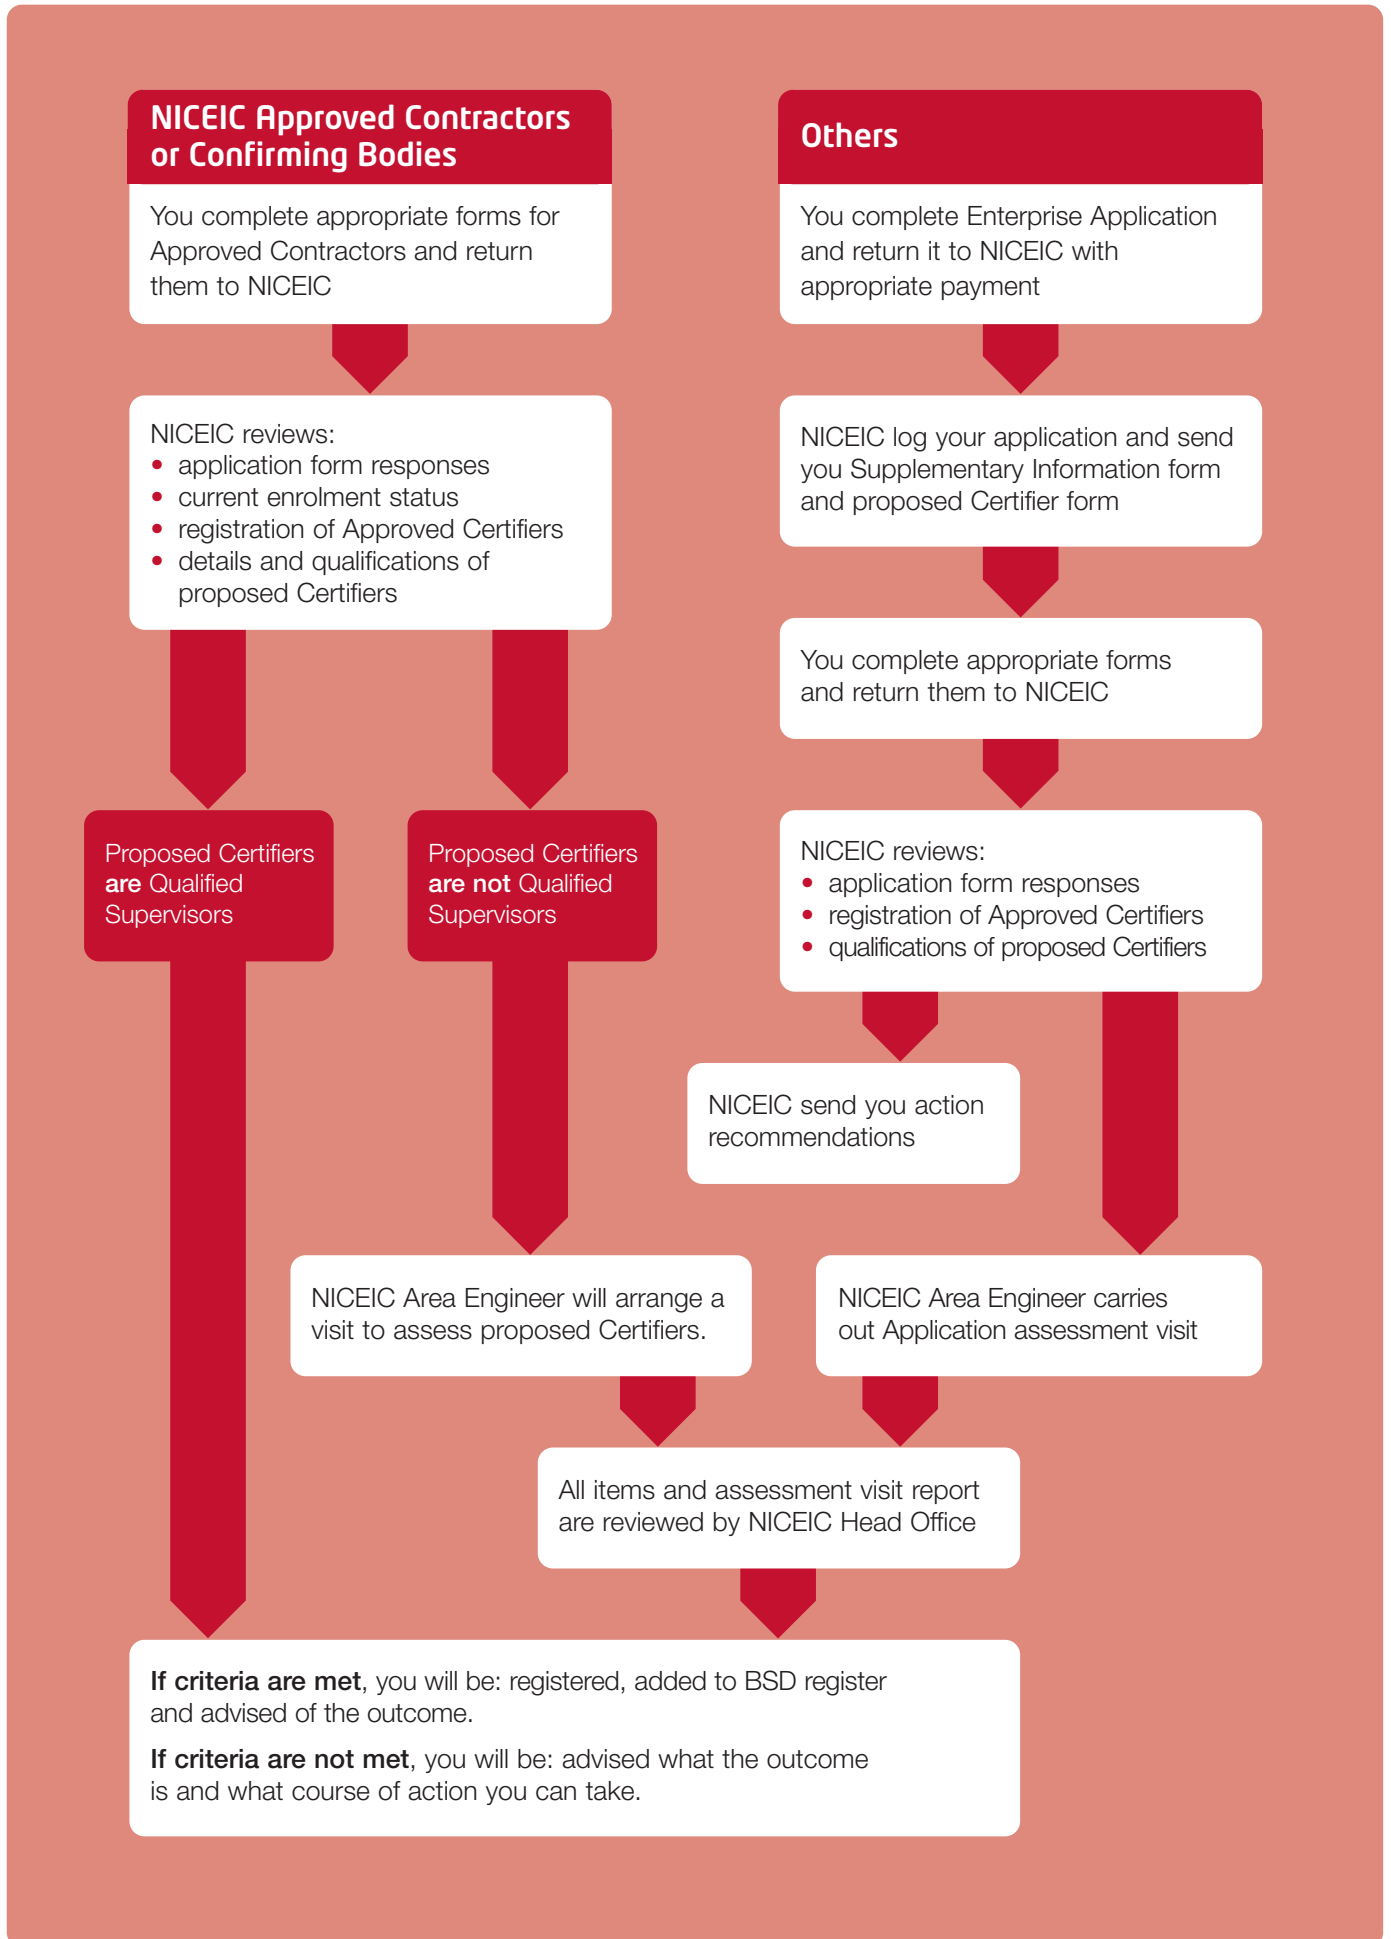 NICEIC Approved Contractors
or Confirming Bodies
You complete appropriate forms for
Approved Contractors and return
them to NICEIC
NICEIC reviews:
• application form responses
• current enrolment status
• registration of Approved Certifiers
• details and qualifications of
proposed Certifiers
Proposed Certifiers
are Qualified
Supervisors
Proposed Certifiers
are not Qualified
Supervisors
Others
You complete Enterprise Application
and return it to NICEIC with
appropriate payment
NICEIC log your application and send
you Supplementary Information form
and proposed Certifier form
You complete appropriate forms
and return them to NICEIC
NICEIC reviews:
• application form responses
• registration of Approved Certifiers
• qualifications of proposed Certifiers
NICEIC send you action
recommendations
NICEIC Area Engineer will arrange a
visit to assess proposed Certifiers.
NICEIC Area Engineer carries
out Application assessment visit
All items and assessment visit report
are reviewed by NICEIC Head Office
If criteria are met, you will be: registered, added to BSD register
and advised of the outcome.
If criteria are not met, you will be: advised what the outcome
is and what course of action you can take.